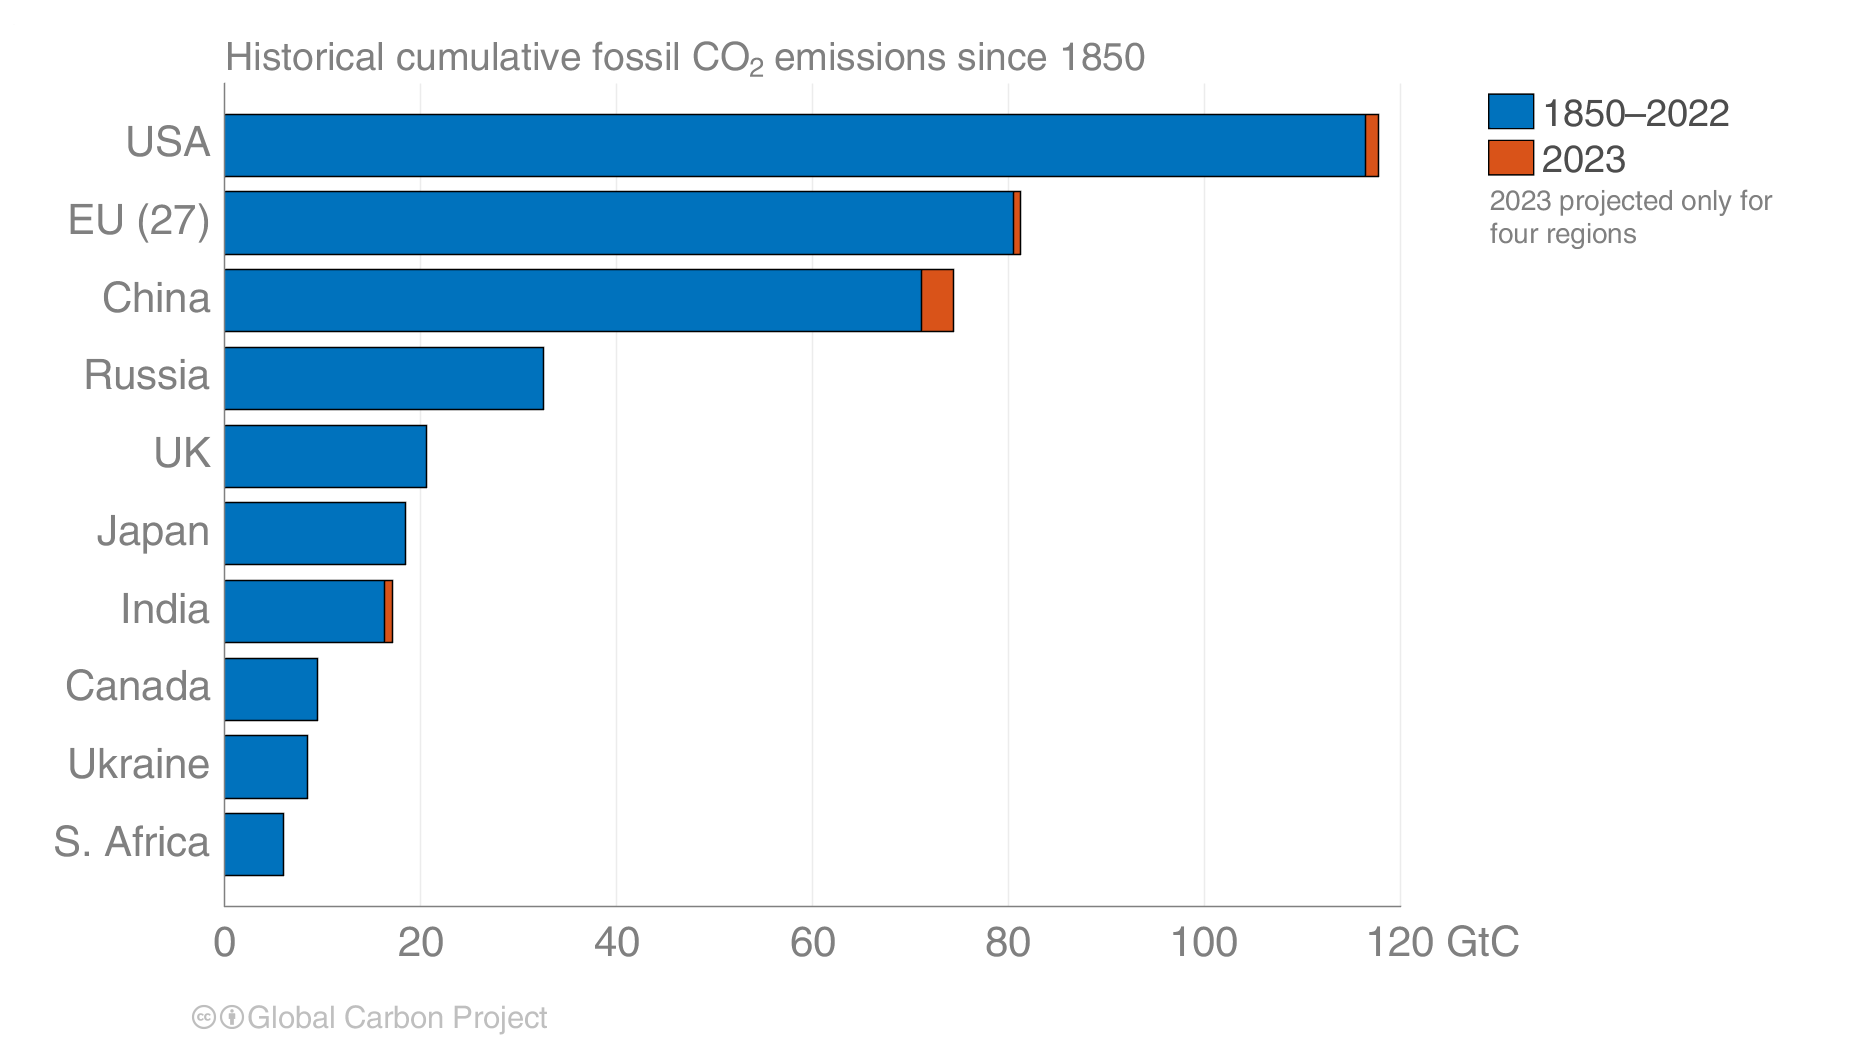 Historical cumulative fossil CO₂ emissions since 1850
1850–2022
2023
2023 projected only for
four regions
USA
EU (27)
China
Russia
UK
Japan
India
Canada
Ukraine
S. Africa
0 20 40 60 80 100 120 GtC
cc Global Carbon Project